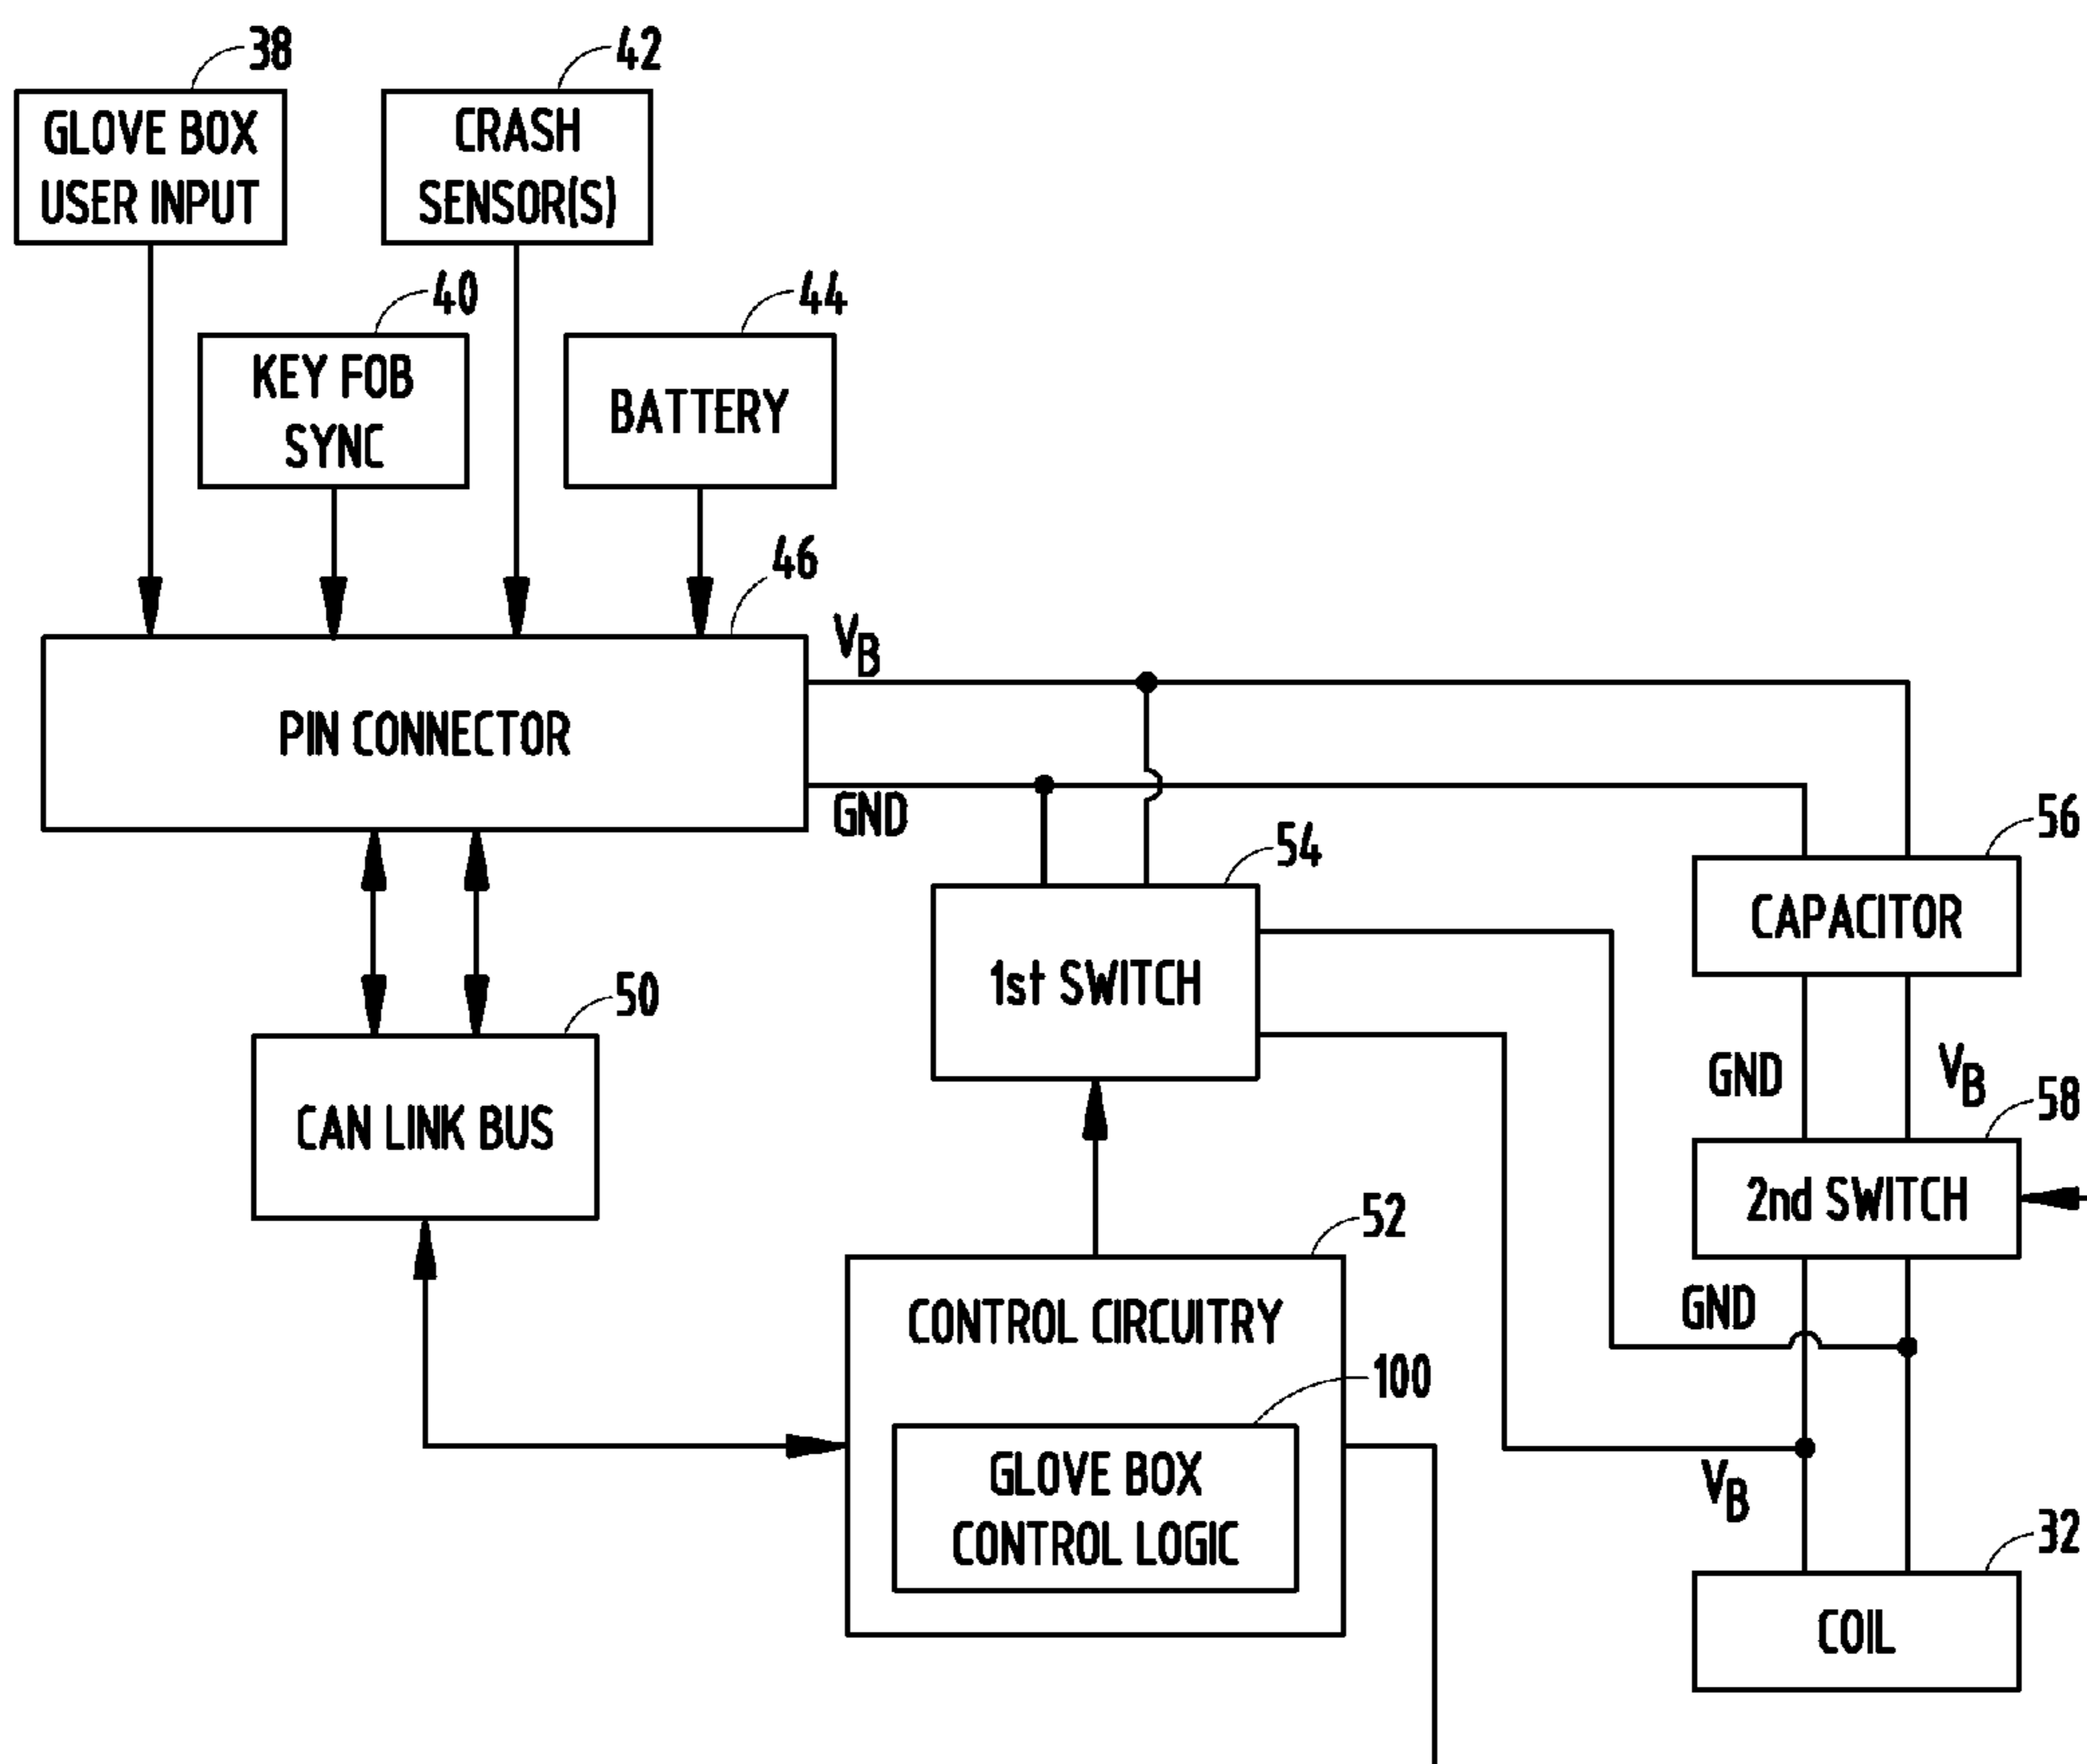 38
42
GLOVE BOX
USER INPUT
CRASH
SENSOR(S)
40
44
KEY FOB
SYNC
BATTERY
46
VB
PIN CONNECTOR
GND
56
54
CAPACITOR
1st SWITCH
50
GND
VB
58
CAN LINK BUS
2nd SWITCH
52
GND
CONTROL CIRCUITRY
100
GLOVE BOX
CONTROL LOGIC
VB
32
COIL